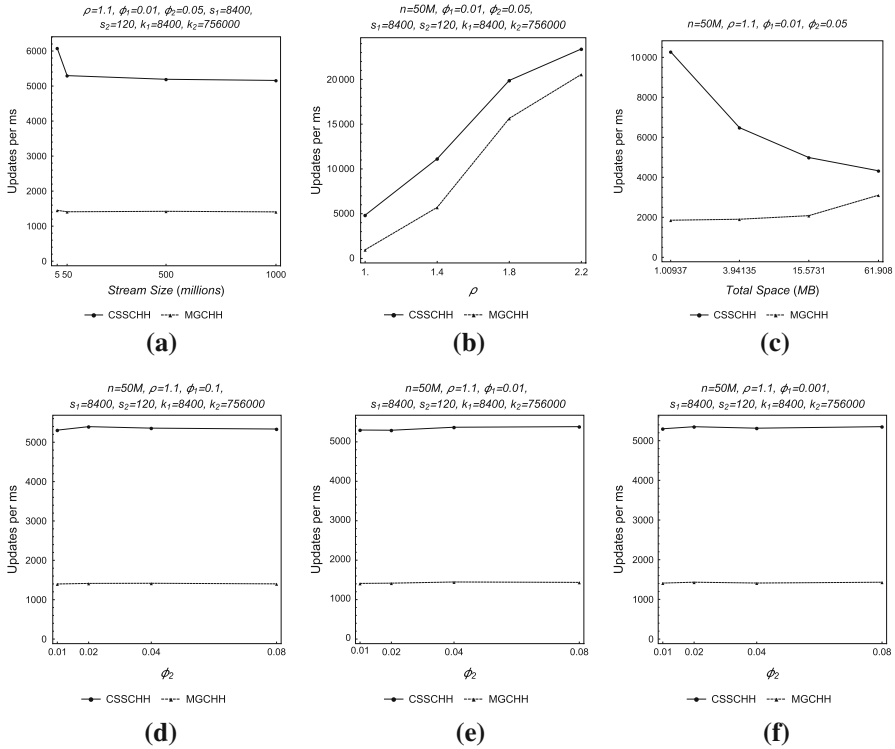 ρ=1.1, ϕ1=0.01, ϕ2=0.05, s1=8400,
s2=120, k1=8400, k2=756000
Updates per ms
6000
5000
4000
3000
2000
1000
0
5 50 500 1000
Stream Size (millions)
CSSCHH MGCHH
(a)
n=50M, ϕ1=0.01, ϕ2=0.05,
s1=8400, s2=120, k1=8400, k2=756000
Updates per ms
20000
15000
10000
5000
0
1. 1.4 1.8 2.2
ρ
CSSCHH MGCHH
(b)
n=50M, ρ=1.1, ϕ1=0.01, ϕ2=0.05
Updates per ms
10000
8000
6000
4000
2000
0
1.00937 3.94135 15.5731 61.908
Total Space (MB)
CSSCHH MGCHH
(c)
n=50M, ρ=1.1, ϕ1=0.1,
s1=8400, s2=120, k1=8400, k2=756000
Updates per ms
5000
4000
3000
2000
1000
0
0.01 0.02 0.04 0.08
ϕ2
CSSCHH MGCHH
(d)
n=50M, ρ=1.1, ϕ1=0.01,
s1=8400, s2=120, k1=8400, k2=756000
Updates per ms
5000
4000
3000
2000
1000
0
0.01 0.02 0.04 0.08
ϕ2
CSSCHH MGCHH
(e)
n=50M, ρ=1.1, ϕ1=0.001,
s1=8400, s2=120, k1=8400, k2=756000
Updates per ms
5000
4000
3000
2000
1000
0
0.01 0.02 0.04 0.08
ϕ2
CSSCHH MGCHH
(f)